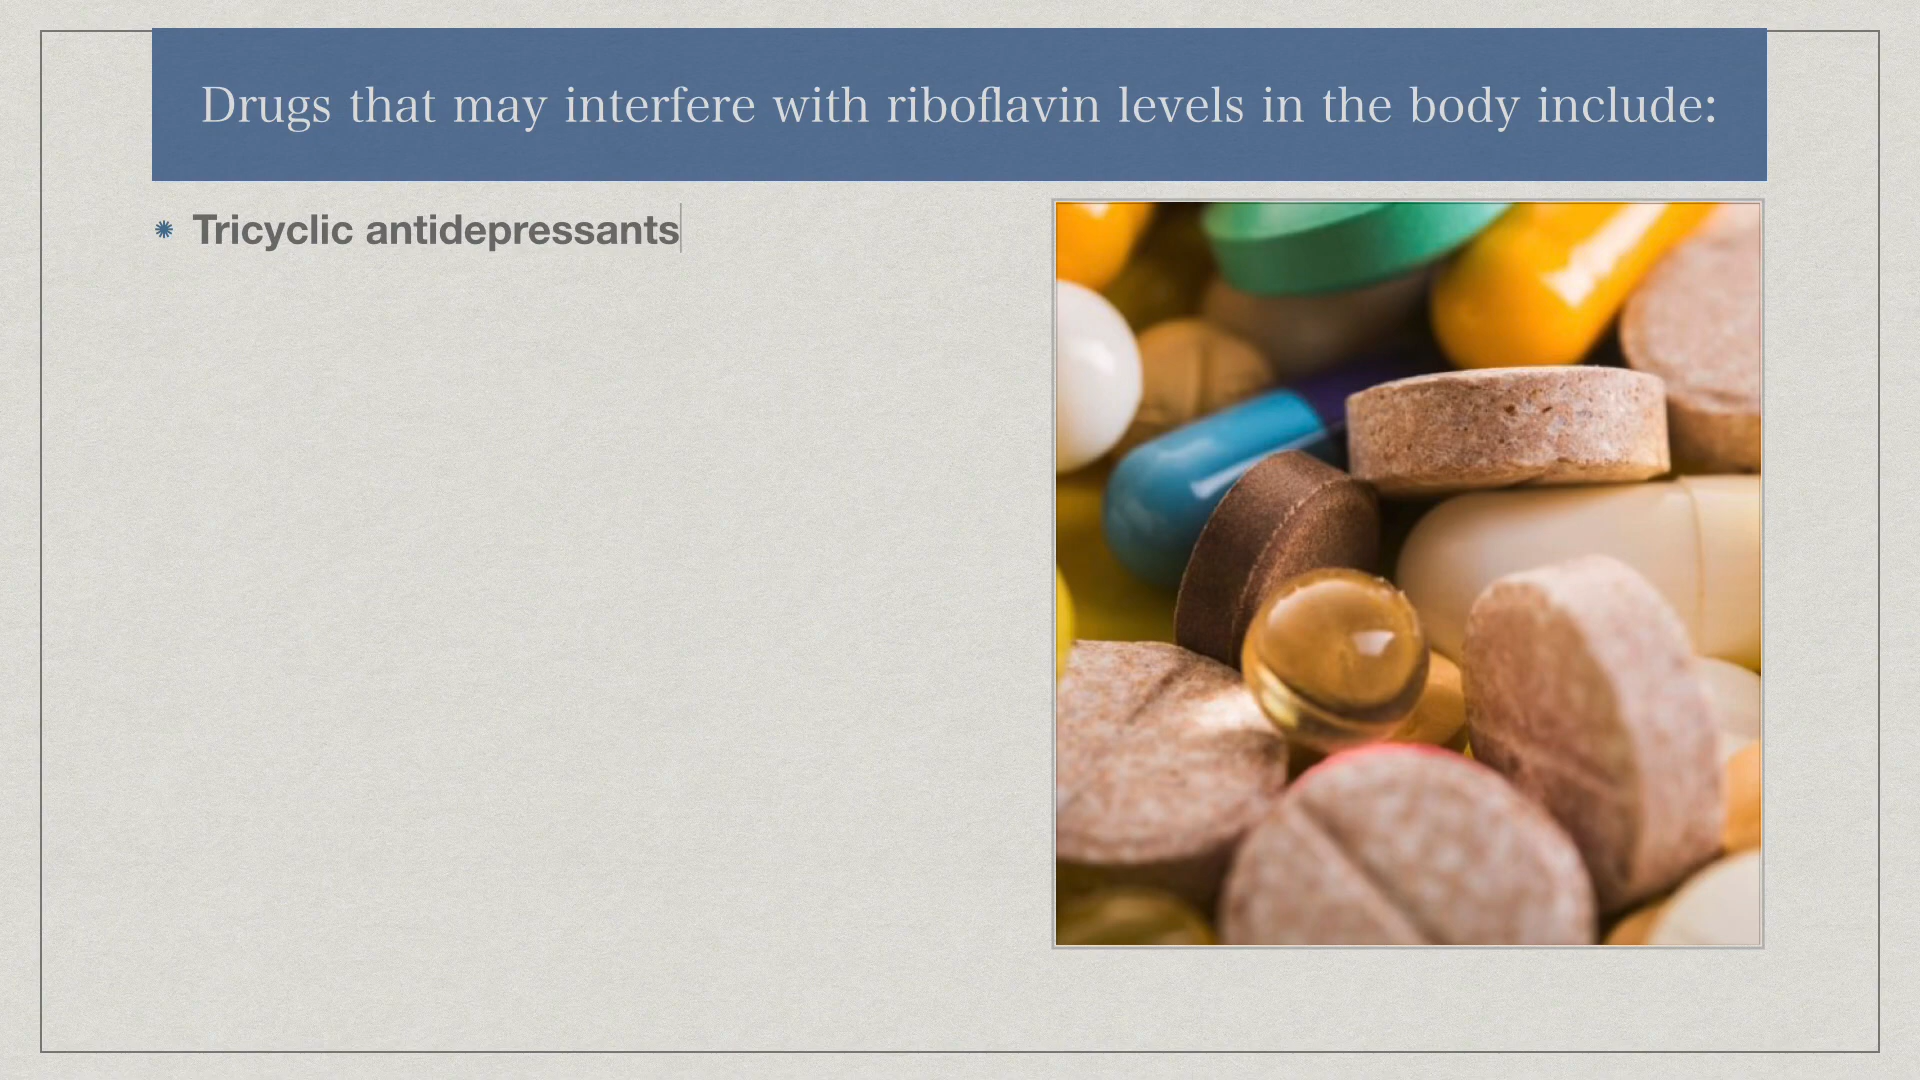 Drugs that may interfere with riboflavin levels in the body include:
Tricyclic antidepressants